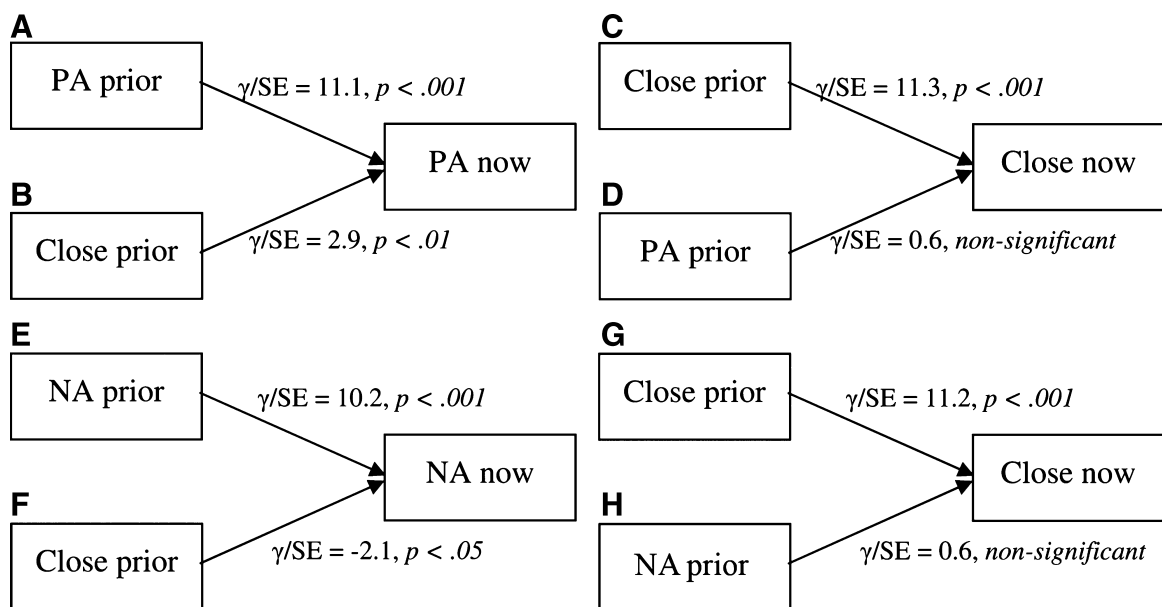 A
PA prior
γ/SE = 11.1, p < .001
PA now
B
Close prior
γ/SE = 2.9, p < .01
C
Close prior
γ/SE = 11.3, p < .001
Close now
D
PA prior
γ/SE = 0.6, non-significant
E
NA prior
γ/SE = 10.2, p < .001
NA now
F
Close prior
γ/SE = -2.1, p < .05
G
Close prior
γ/SE = 11.2, p < .001
Close now
H
NA prior
γ/SE = 0.6, non-significant